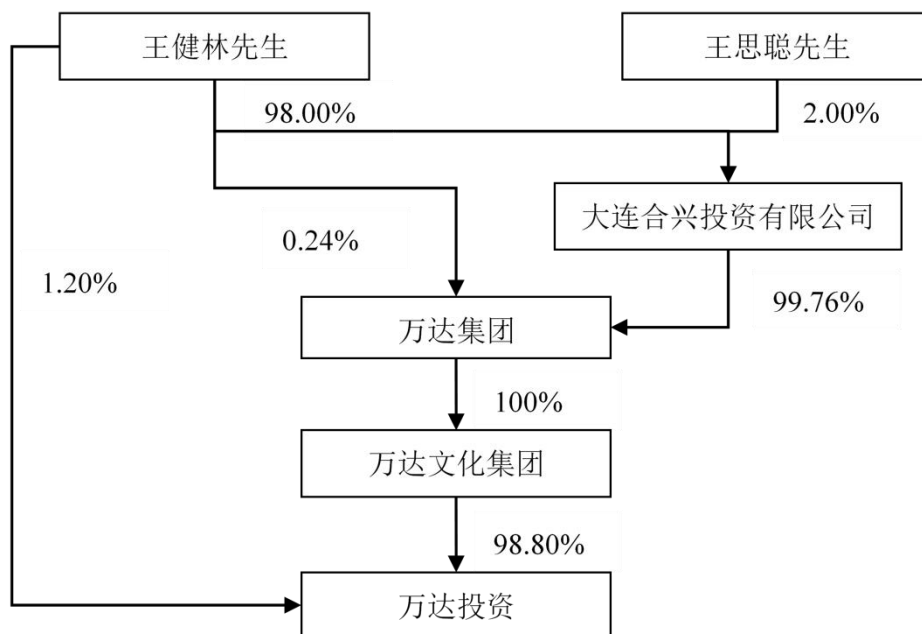 王健林先生
王思聪先生
98.00%
2.00%
大连合兴投资有限公司
0.24%
1.20%
99.76%
万达集团
100%
万达文化集团
98.80%
万达投资